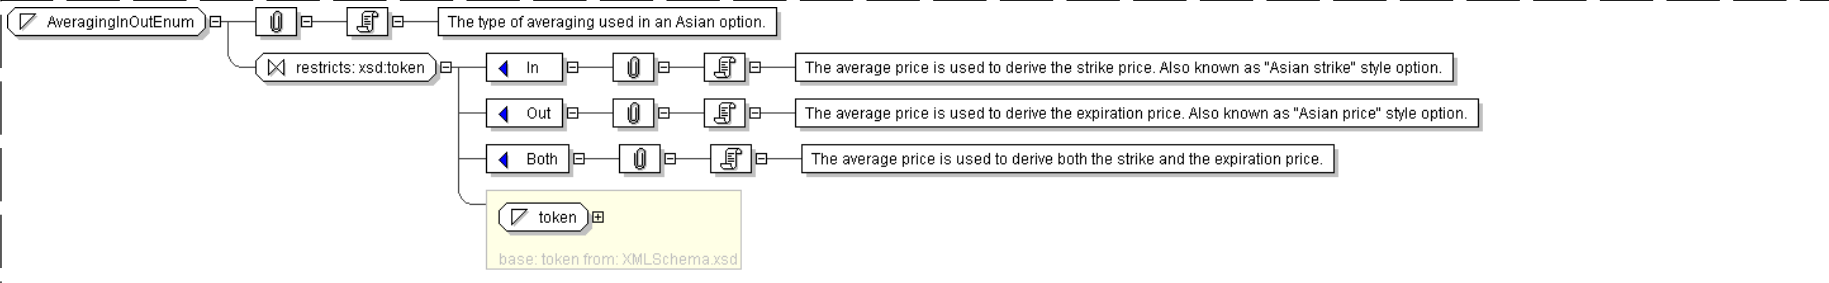 AveragingInOutEnum The type of averaging used in an Asian option.
restricts: xsd:token In The average price is used to derive the strike price. Also known as "Asian strike" style option.
Out The average price is used to derive the expiration price. Also known as "Asian price" style option.
Both The average price is used to derive both the strike and the expiration price.
token
base: token from: XMLSchema.xsd